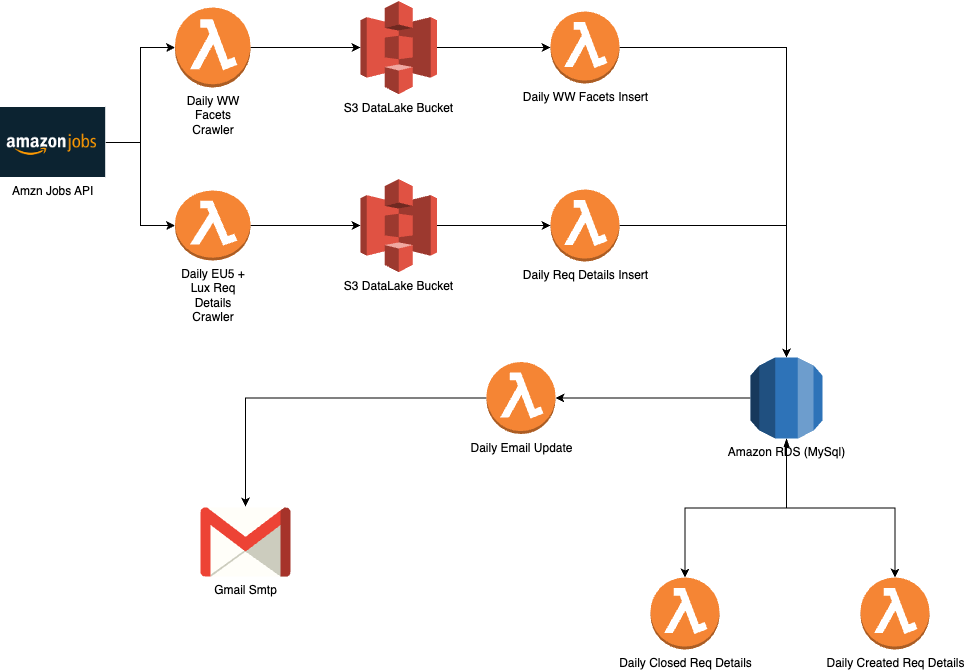 Daily WW
Facets
Crawler
S3 DataLake Bucket
Daily WW Facets Insert
amazonjobs
Amzn Jobs API
Daily EU5 +
Lux Req
Details
Crawler
S3 DataLake Bucket
Daily Req Details Insert
Daily Email Update
Amazon RDS (MySql)
Gmail Smtp
Daily Closed Req Details
Daily Created Req Details